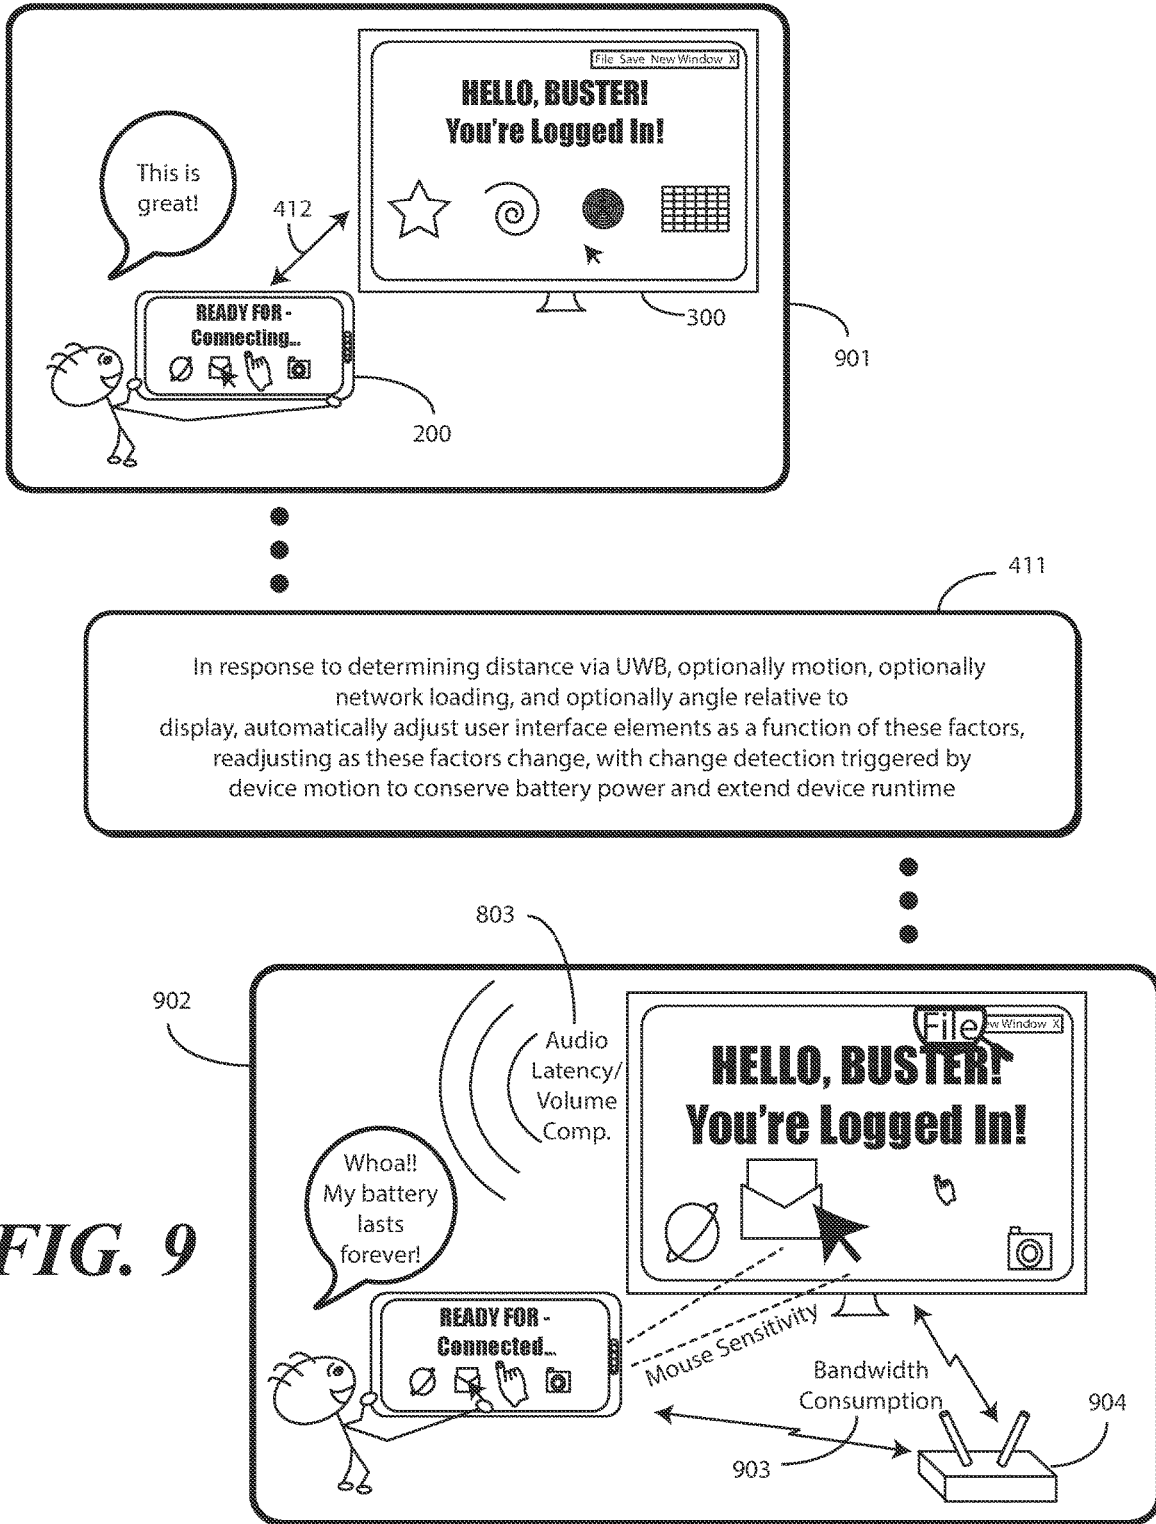 File Save New Window X
HELLO, BUSTER!
You're Logged In!
This is
great!
412
READY FOR -
Connecting...
300
901
200
411
In response to determining distance via UWB, optionally motion, optionally
network loading, and optionally angle relative to
display, automatically adjust user interface elements as a function of these factors,
readjusting as these factors change, with change detection triggered by
device motion to conserve battery power and extend device runtime
803
902
Audio
Latency/
Volume
Comp.
File ew Window X
HELLO, BUSTER!
You're Logged In!
Whoa!!
My battery
lasts
forever!
FIG. 9
READY FOR -
Connected...
Mouse Sensitivity
Bandwidth
Consumption
903
904